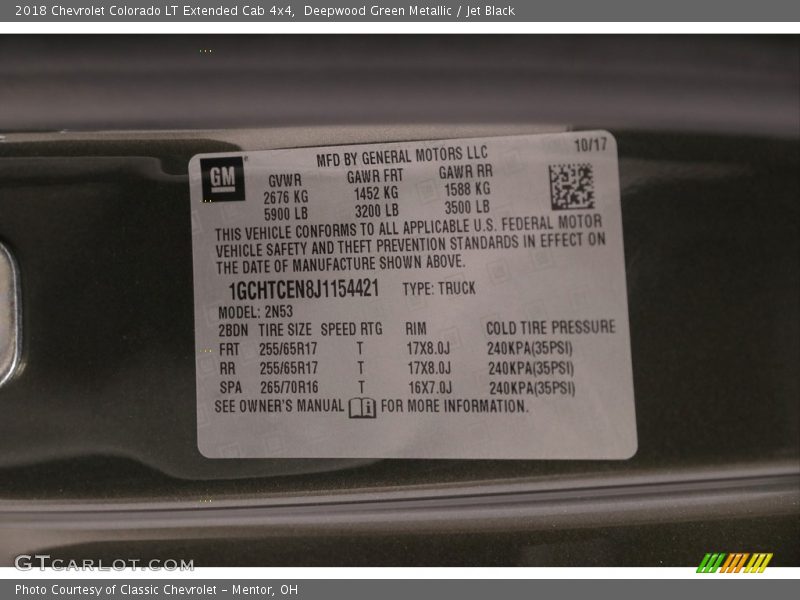 2018 Chevrolet Colorado LT Extended Cab 4x4,  Deepwood Green Metallic / Jet Black
10/17
GM
MFD BY GENERAL MOTORS LLC
GVWR GAWR FRT GAWR RR
2676 KG 1452 KG 1588 KG
5900 LB 3200 LB 3500 LB
THIS VEHICLE CONFORMS TO ALL APPLICABLE U.S. FEDERAL MOTOR
VEHICLE SAFETY AND THEFT PREVENTION STANDARDS IN EFFECT ON
THE DATE OF MANUFACTURE SHOWN ABOVE.
1GCHTCEN8J1154421 TYPE: TRUCK
MODEL: 2N53
2BDN TIRE SIZE SPEED RTG RIM COLD TIRE PRESSURE
FRT 255/65R17 T 17X8.0J 240KPA(35PSI)
RR 255/65R17 T 17X8.0J 240KPA(35PSI)
SPA 265/70R16 T 16X7.0J 240KPA(35PSI)
SEE OWNER'S MANUAL FOR MORE INFORMATION.
GTCARLOT.COM
Photo Courtesy of Classic Chevrolet - Mentor, OH